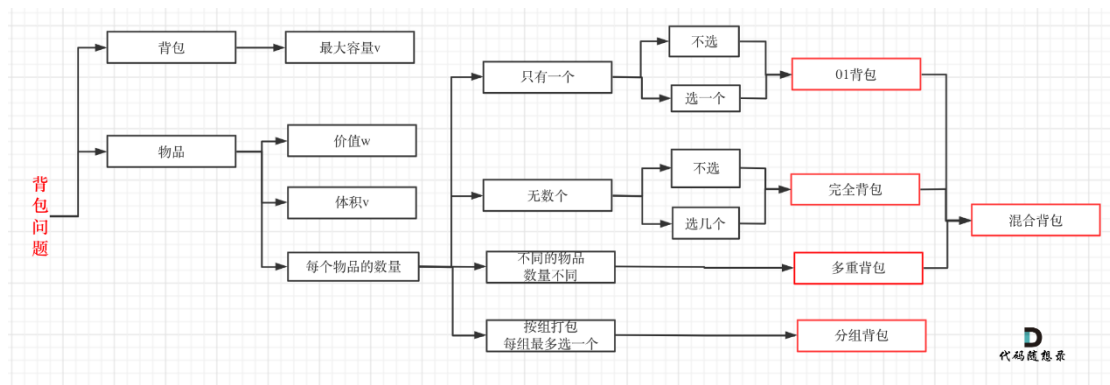 背包问题
背包
最大容量v
物品
价值w
体积v
每个物品的数量
只有一个
不选
选一个
01背包
无数个
不选
选几个
完全背包
不同的物品
数量不同
多重背包
按组打包
每组最多选一个
分组背包
混合背包
代码随想录